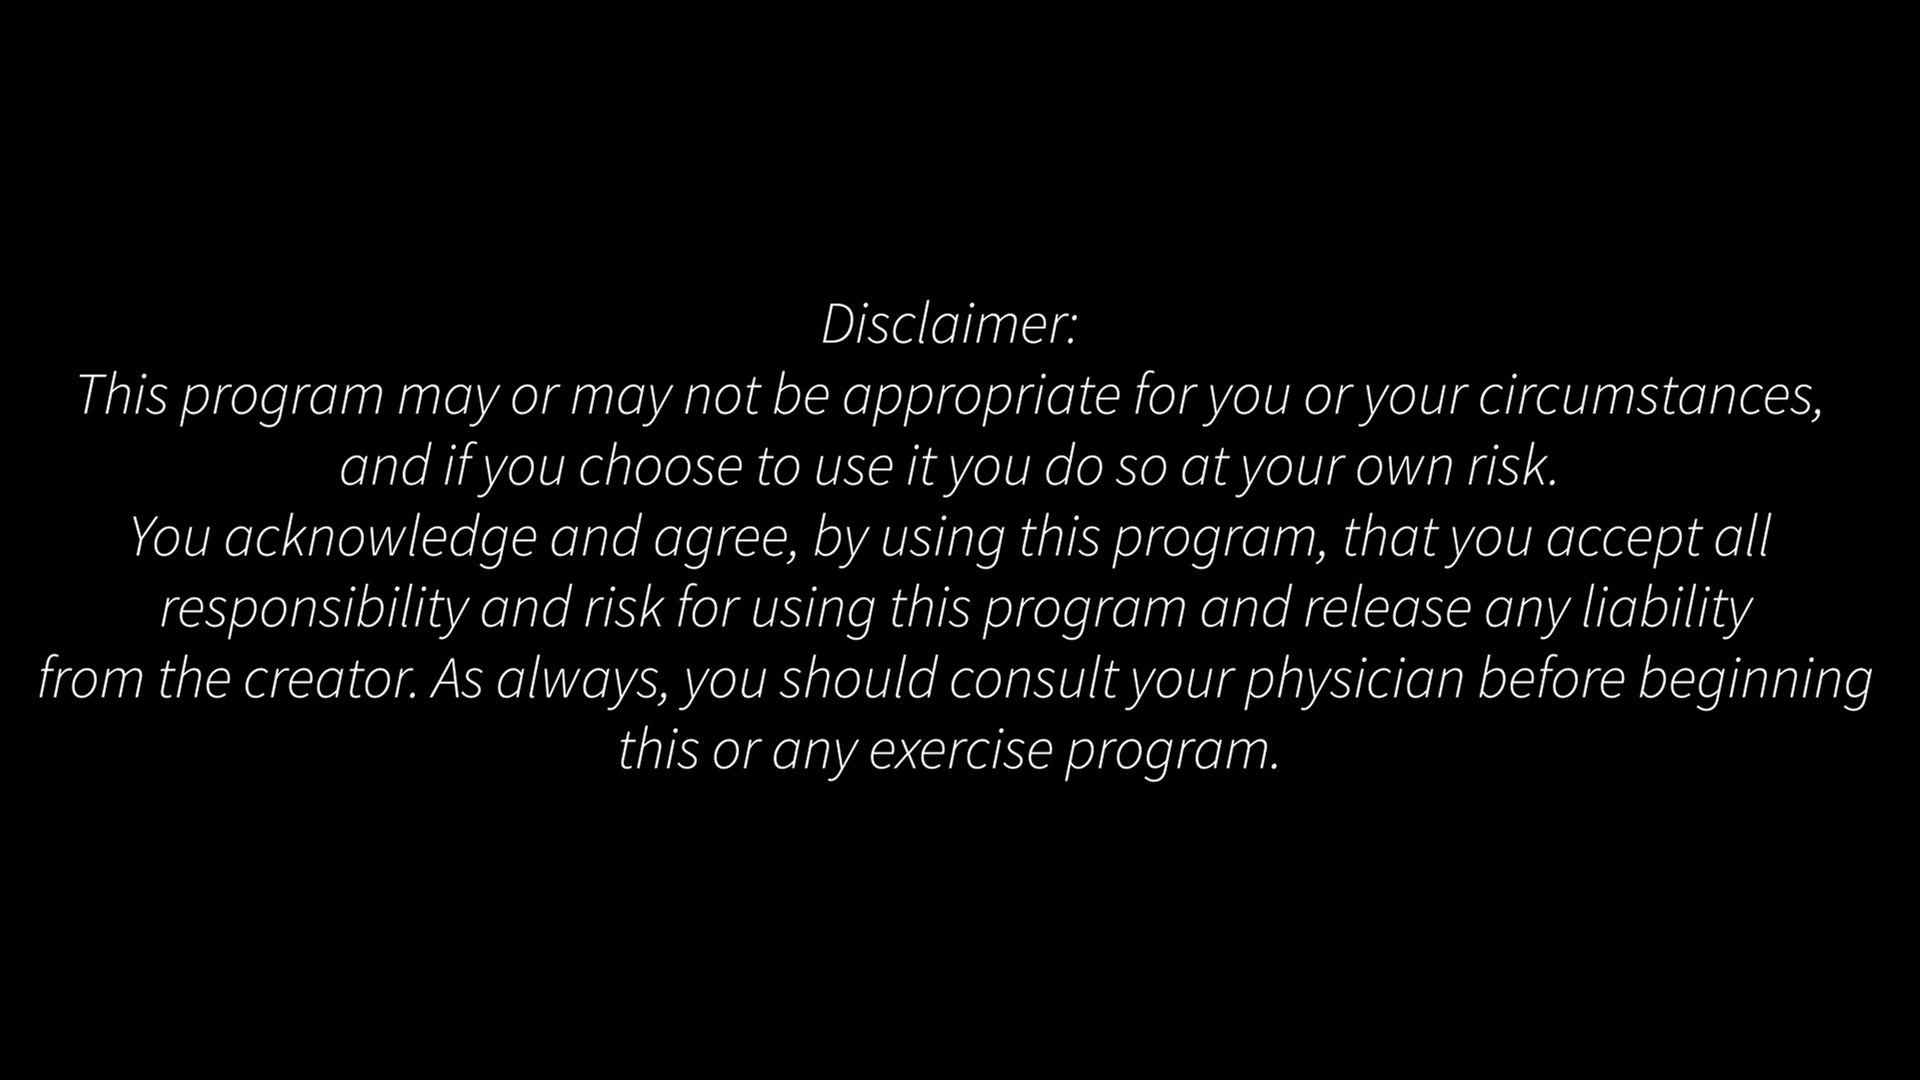 Disclaimer:
This program may or may not be appropriate for you or your circumstances,
and if you choose to use it you do so at your own risk.
You acknowledge and agree, by using this program, that you accept all
responsibility and risk for using this program and release any liability
from the creator. As always, you should consult your physician before beginning
this or any exercise program.